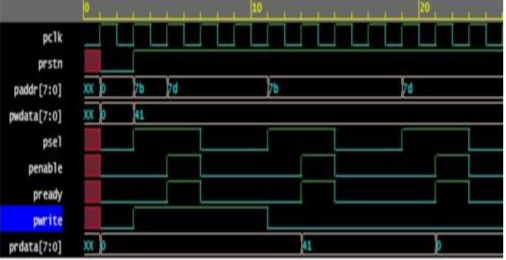 0 10 20
pclk
prstn
paddr[7:0] XX 0 7b 7d 7b 7d
pwdata[7:0] XX 0 41
psel
penable
pready
pwrite
prdata[7:0] XX 0 41 0